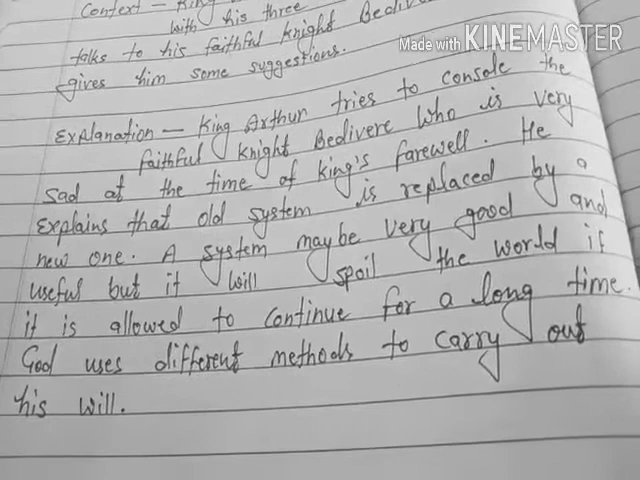 Context – King
with his three
talks to his faithful knight Bedive
gives him some suggestions.
Made with KINEMASTER
Explanation – King Arthur tries to console the
faithful knight Bedivere who is very
sad at the time of king's farewell. He
explains that old system is replaced by a
new one. A system may be very good and
useful but it will spoil the world if
it is allowed to continue for a long time.
God uses different methods to carry out
his will.